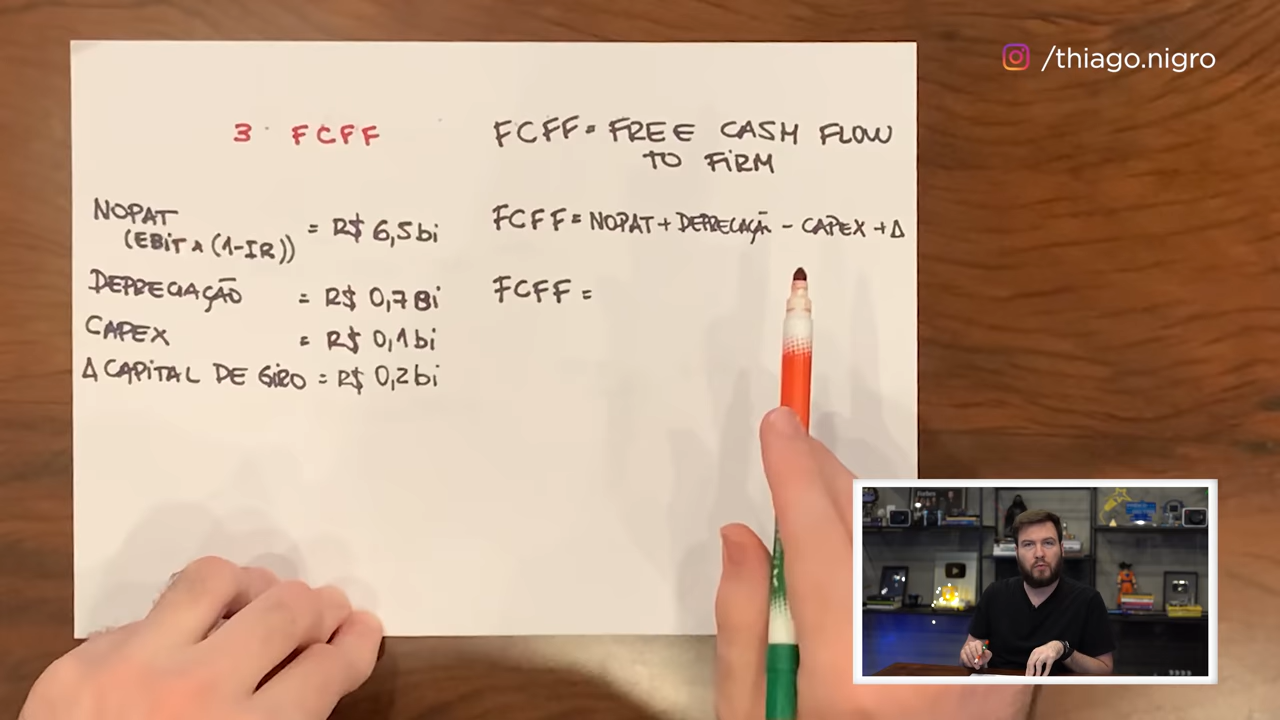 /thiago.nigro
3 FCFF
FCFF = FREE CASH FLOW
TO FIRM
NOPAT
(EBIT x (1-IR)) = R$ 6,5 bi
DEPRECIAÇÃO = R$ 0,7 Bi
CAPEX = R$ 0,1 bi
Δ CAPITAL DE GIRO = R$ 0,2 bi
FCFF = NOPAT + DEPRECIAÇÃO - CAPEX + Δ
FCFF =